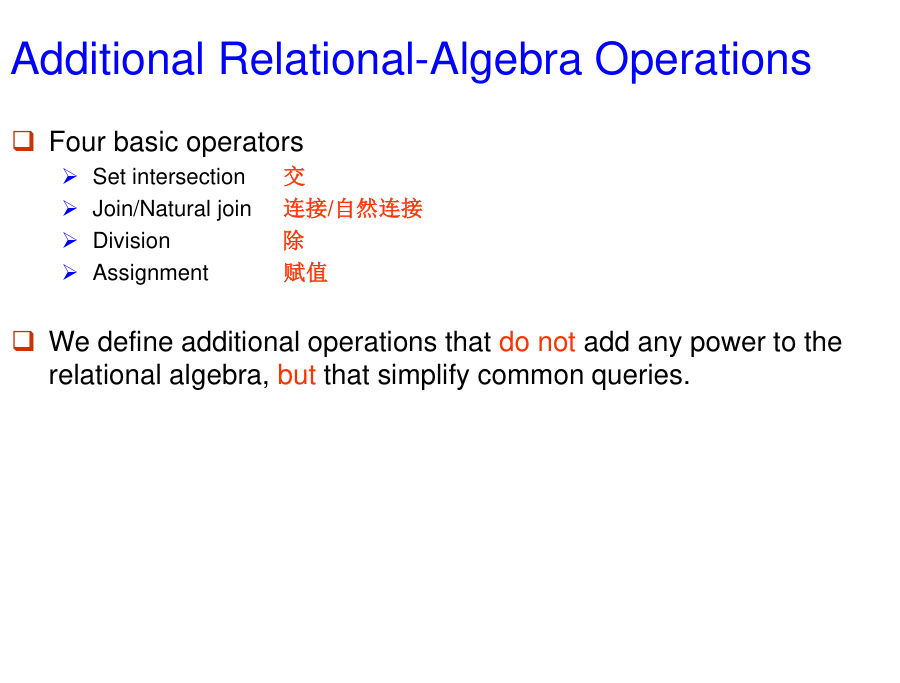 Additional Relational-Algebra Operations
Four basic operators
Set intersection 交
Join/Natural join 连接/自然连接
Division 除
Assignment 赋值
We define additional operations that do not add any power to the
relational algebra, but that simplify common queries.